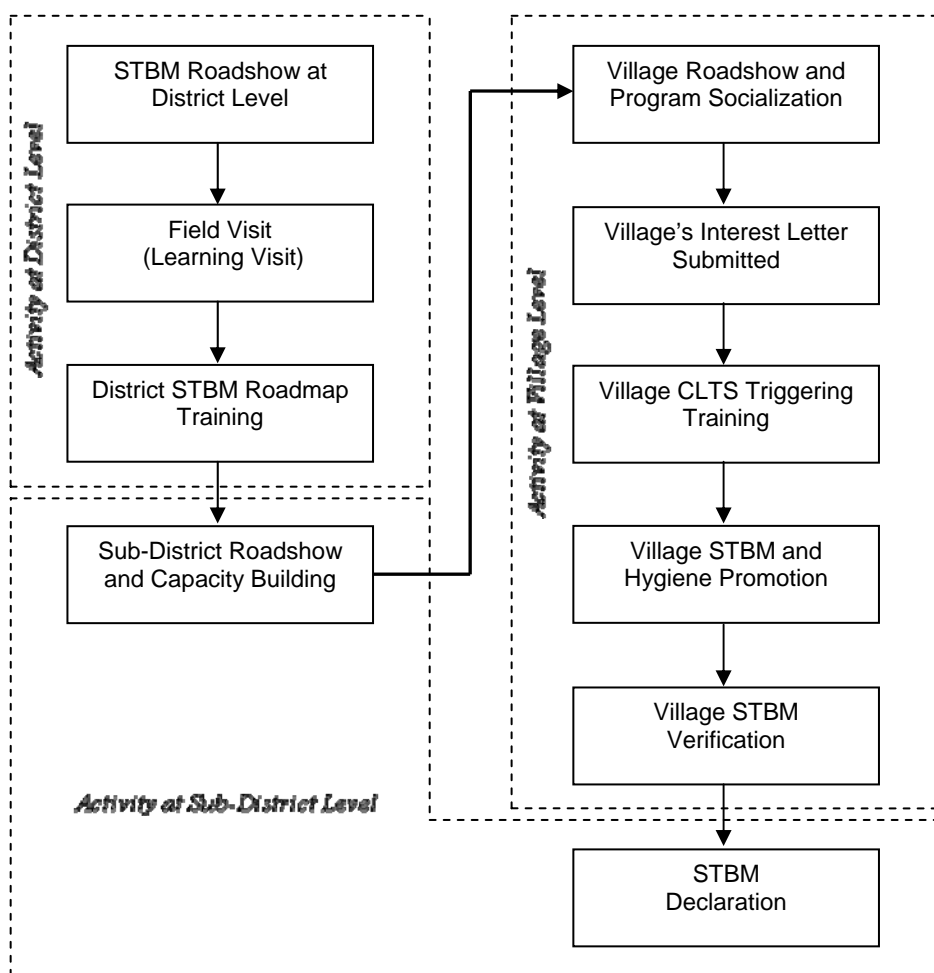 STBM Roadshow at
District Level
Field Visit
(Learning Visit)
District STBM Roadmap
Training
Activity at District Level
Sub-District Roadshow
and Capacity Building
Activity at Sub-District Level
Village Roadshow and
Program Socialization
Village’s Interest Letter
Submitted
Village CLTS Triggering
Training
Village STBM and
Hygiene Promotion
Village STBM
Verification
Activity at Village Level
STBM
Declaration